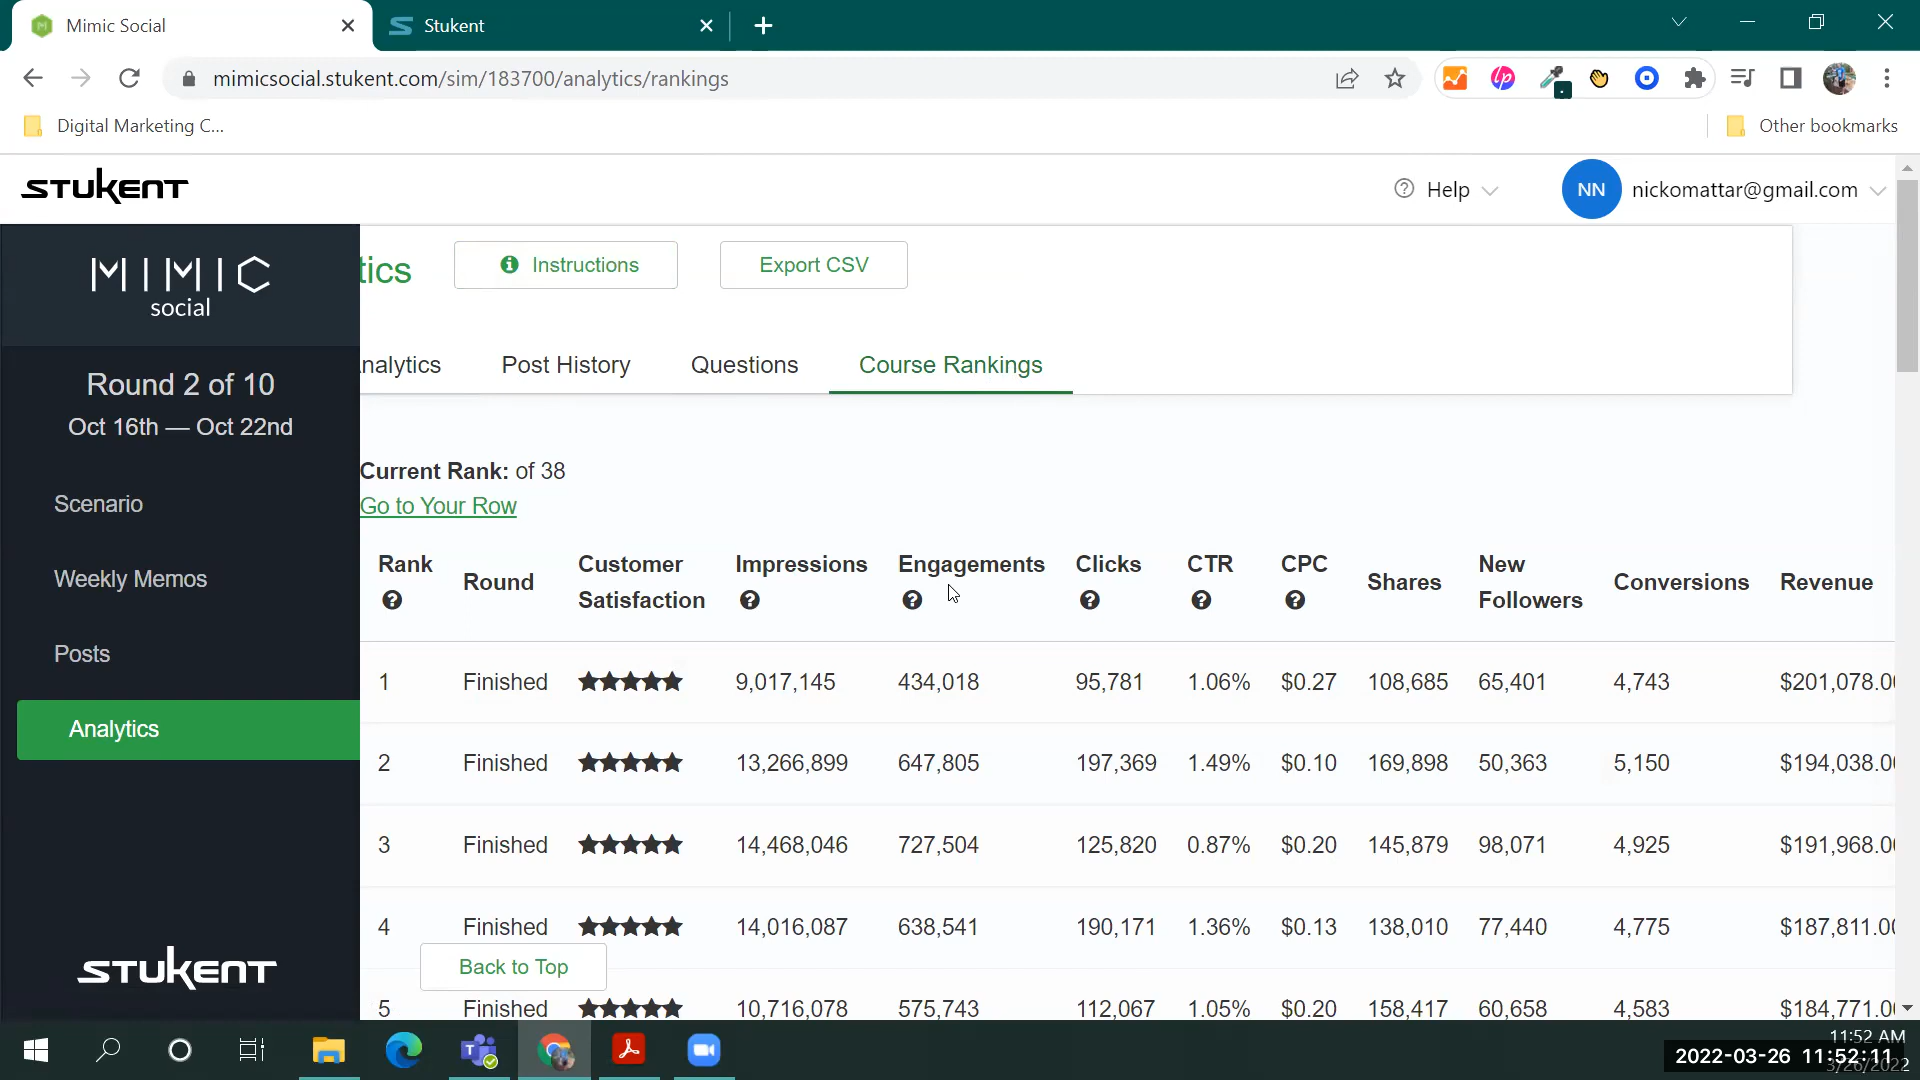 Mimic Social
Stukent
mimicsocial.stukent.com/sim/183700/analytics/rankings
Digital Marketing C...
Other bookmarks
STUKENT
Help
NN
nickomattar@gmail.com
MIMIC
social
tics
Instructions
Export CSV
Round 2 of 10
Oct 16th — Oct 22nd
nalytics
Post History
Questions
Course Rankings
Scenario
Weekly Memos
Posts
Analytics
STUKENT
Current Rank: of 38
Go to Your Row
Rank Round Customer Satisfaction Impressions Engagements Clicks CTR CPC Shares New Followers Conversions Revenue
1 Finished ★★★★★ 9,017,145 434,018 95,781 1.06% $0.27 108,685 65,401 4,743 $201,078.00
2 Finished ★★★★★ 13,266,899 647,805 197,369 1.49% $0.10 169,898 50,363 5,150 $194,038.00
3 Finished ★★★★★ 14,468,046 727,504 125,820 0.87% $0.20 145,879 98,071 4,925 $191,968.00
4 Finished ★★★★★ 14,016,087 638,541 190,171 1.36% $0.13 138,010 77,440 4,775 $187,811.00
Back to Top
5 Finished ★★★★★ 10,716,078 575,743 112,067 1.05% $0.20 158,417 60,658 4,583 $184,771.00
11:52 AM
2022-03-26 11:52:11
3/26/2022